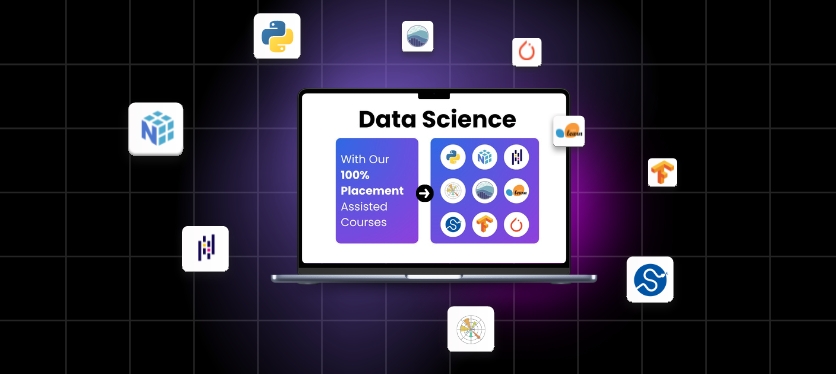 Data Science
With Our
100%
Placement
Assisted
Courses